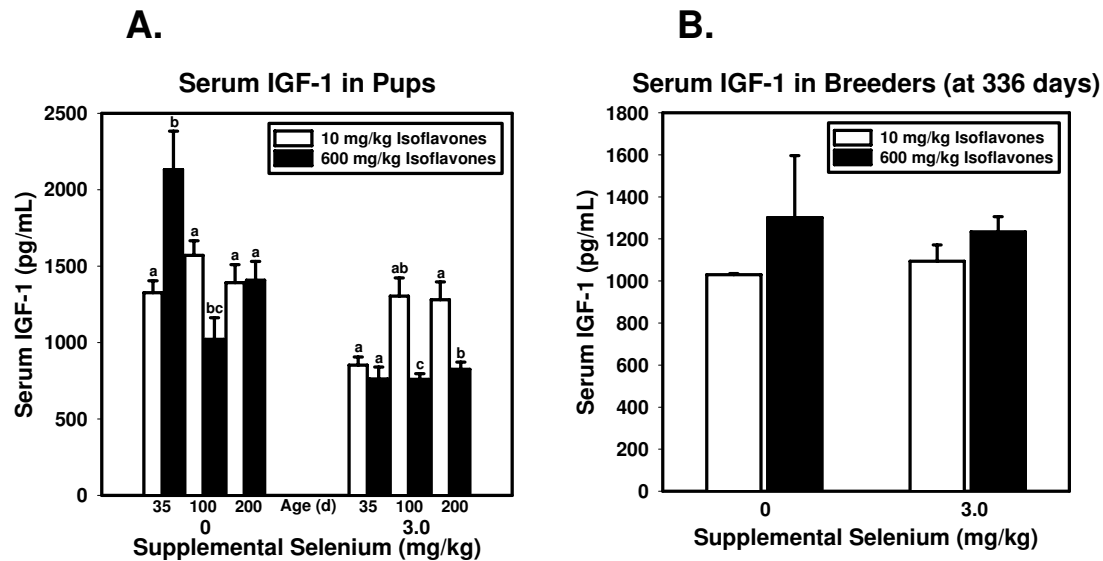 A.
Serum IGF-1 in Pups
Serum IGF-1 (pg/mL)
2500
2000
1500
1000
500
0
10 mg/kg Isoflavones
600 mg/kg Isoflavones
a
b
a
bc
a
a
a
a
ab
c
a
b
35 100 200 Age (d) 35 100 200
0 3.0
Supplemental Selenium (mg/kg)
B.
Serum IGF-1 in Breeders (at 336 days)
Serum IGF-1 (pg/mL)
1800
1600
1400
1200
1000
800
600
400
200
0
10 mg/kg Isoflavones
600 mg/kg Isoflavones
0 3.0
Supplemental Selenium (mg/kg)